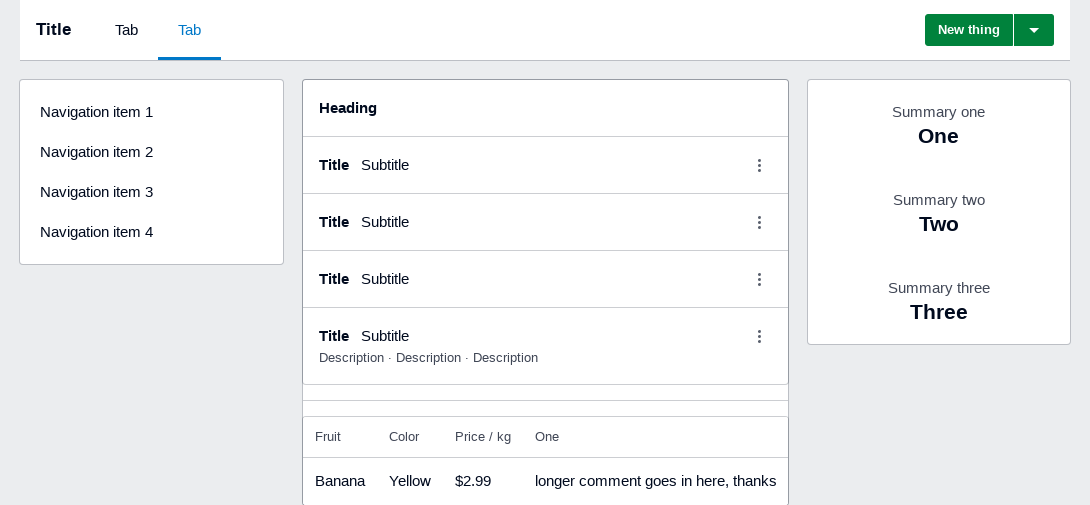 Title Tab Tab New thing
Navigation item 1
Navigation item 2
Navigation item 3
Navigation item 4
Heading
Title Subtitle
Title Subtitle
Title Subtitle
Title Subtitle
Description · Description · Description
Fruit Color Price / kg One
Banana Yellow $2.99 longer comment goes in here, thanks
Summary one
One
Summary two
Two
Summary three
Three